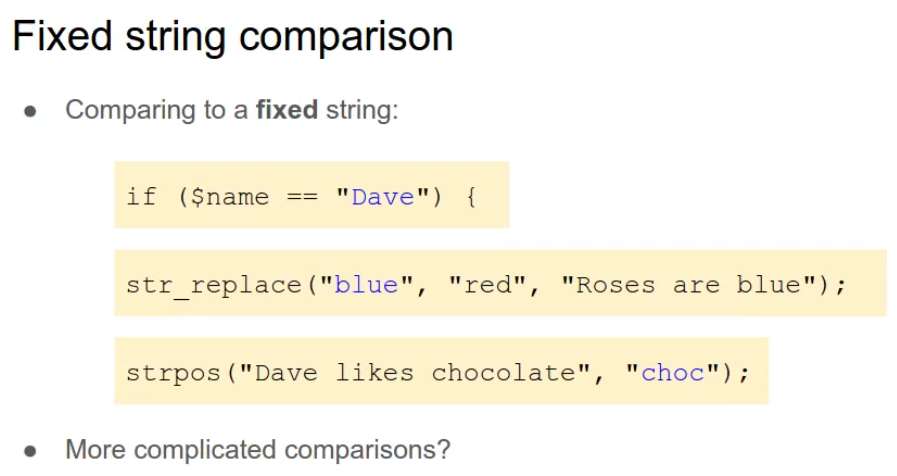 Fixed string comparison
● Comparing to a fixed string:
if ($name == "Dave") {
str_replace("blue", "red", "Roses are blue");
strpos("Dave likes chocolate", "choc");
● More complicated comparisons?